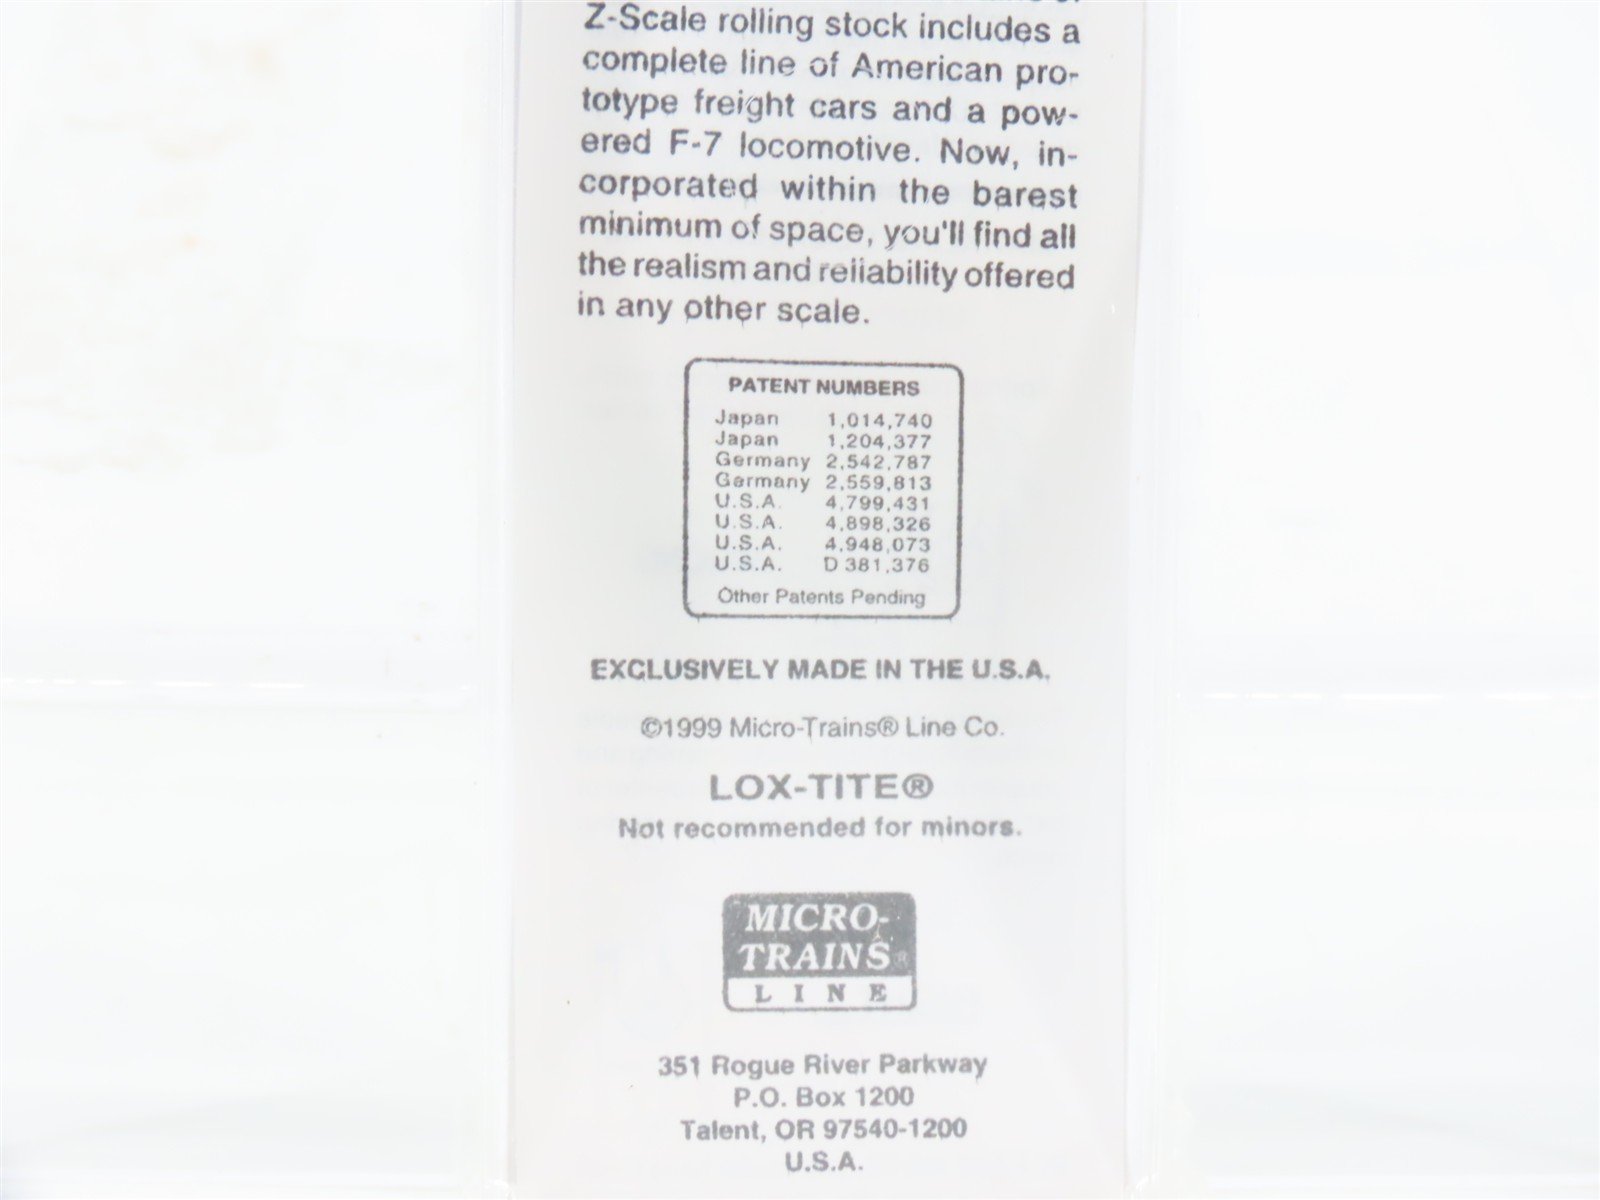 Z-Scale rolling stock includes a
complete line of American pro-
totype freight cars and a pow-
ered F-7 locomotive. Now, in-
corporated within the barest
minimum of space, you'll find all
the realism and reliability offered
in any other scale.
PATENT NUMBERS
Japan 1,014,740
Japan 1,204,377
Germany 2,542,787
Germany 2,559,813
U.S.A. 4,799,431
U.S.A. 4,898,326
U.S.A. 4,948,073
U.S.A. D 381,376
Other Patents Pending
EXCLUSIVELY MADE IN THE U.S.A.
©1999 Micro-Trains® Line Co.
LOX-TITE®
Not recommended for minors.
MICRO-
TRAINS®
LINE
351 Rogue River Parkway
P.O. Box 1200
Talent, OR 97540-1200
U.S.A.